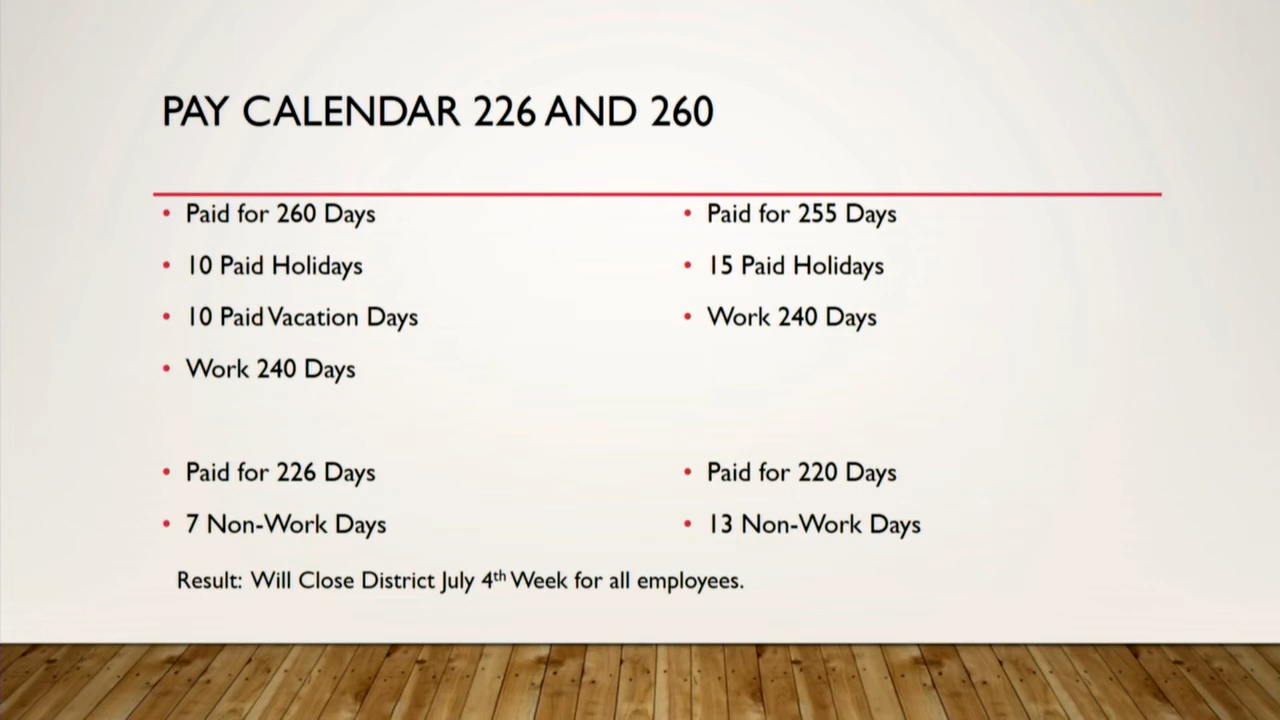 PAY CALENDAR 226 AND 260
• Paid for 260 Days
• 10 Paid Holidays
• 10 Paid Vacation Days
• Work 240 Days
• Paid for 255 Days
• 15 Paid Holidays
• Work 240 Days
• Paid for 226 Days
• 7 Non-Work Days
• Paid for 220 Days
• 13 Non-Work Days
Result: Will Close District July 4th Week for all employees.